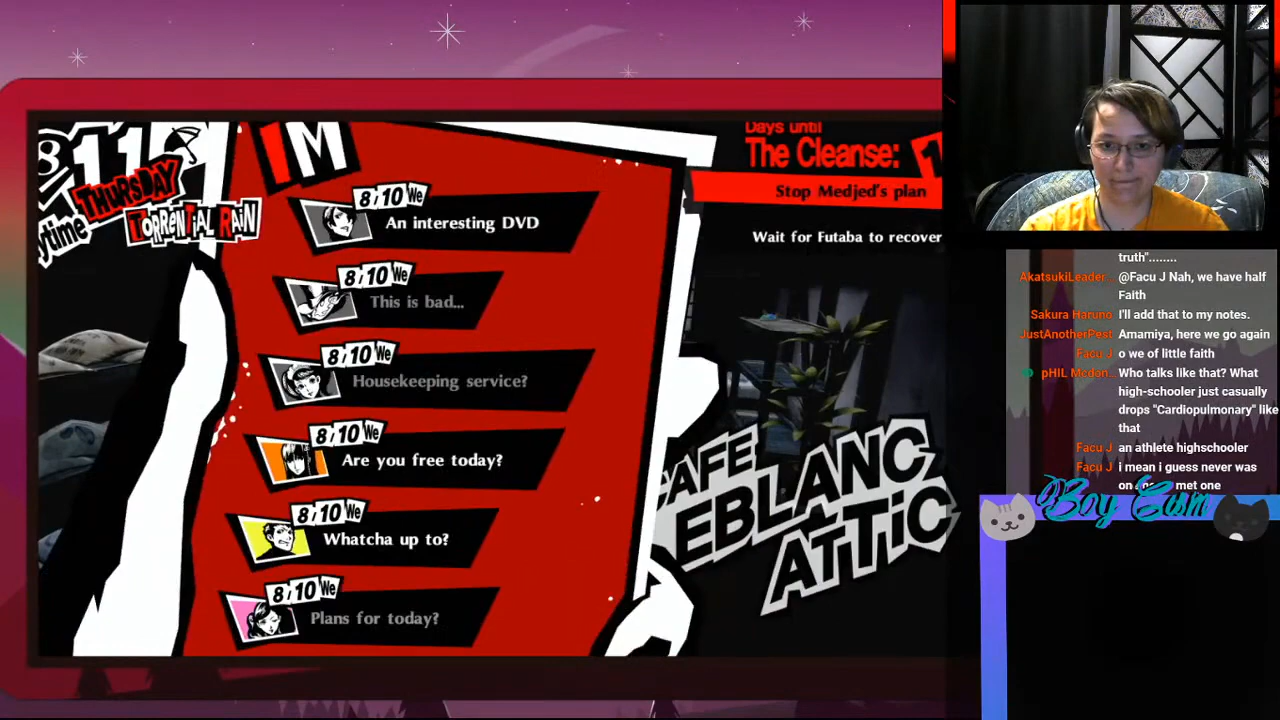 8/11
THURSDAY
TORRENTIAL RAIN
ytime
IM
8/10 We
An interesting DVD
8/10 We
This is bad...
8/10 We
Housekeeping service?
8/10 We
Are you free today?
8/10 We
Whatcha up to?
8/10 We
Plans for today?
Days until
The Cleanse:
Stop Medjed's plan
Wait for Futaba to recover
CAFE
LEBLANC
ATTiC
truth"........
AkatsukiLeader... @Facu J Nah, we have half
Faith
Sakura Haruno I'll add that to my notes.
JustAnotherPest Amamiya, here we go again
Facu J o we of little faith
pHIL Mcdon... Who talks like that? What
high-schooler just casually
drops "Cardiopulmonary" like
that
Facu J an athlete highschooler
Facu J i mean i guess never was
met one